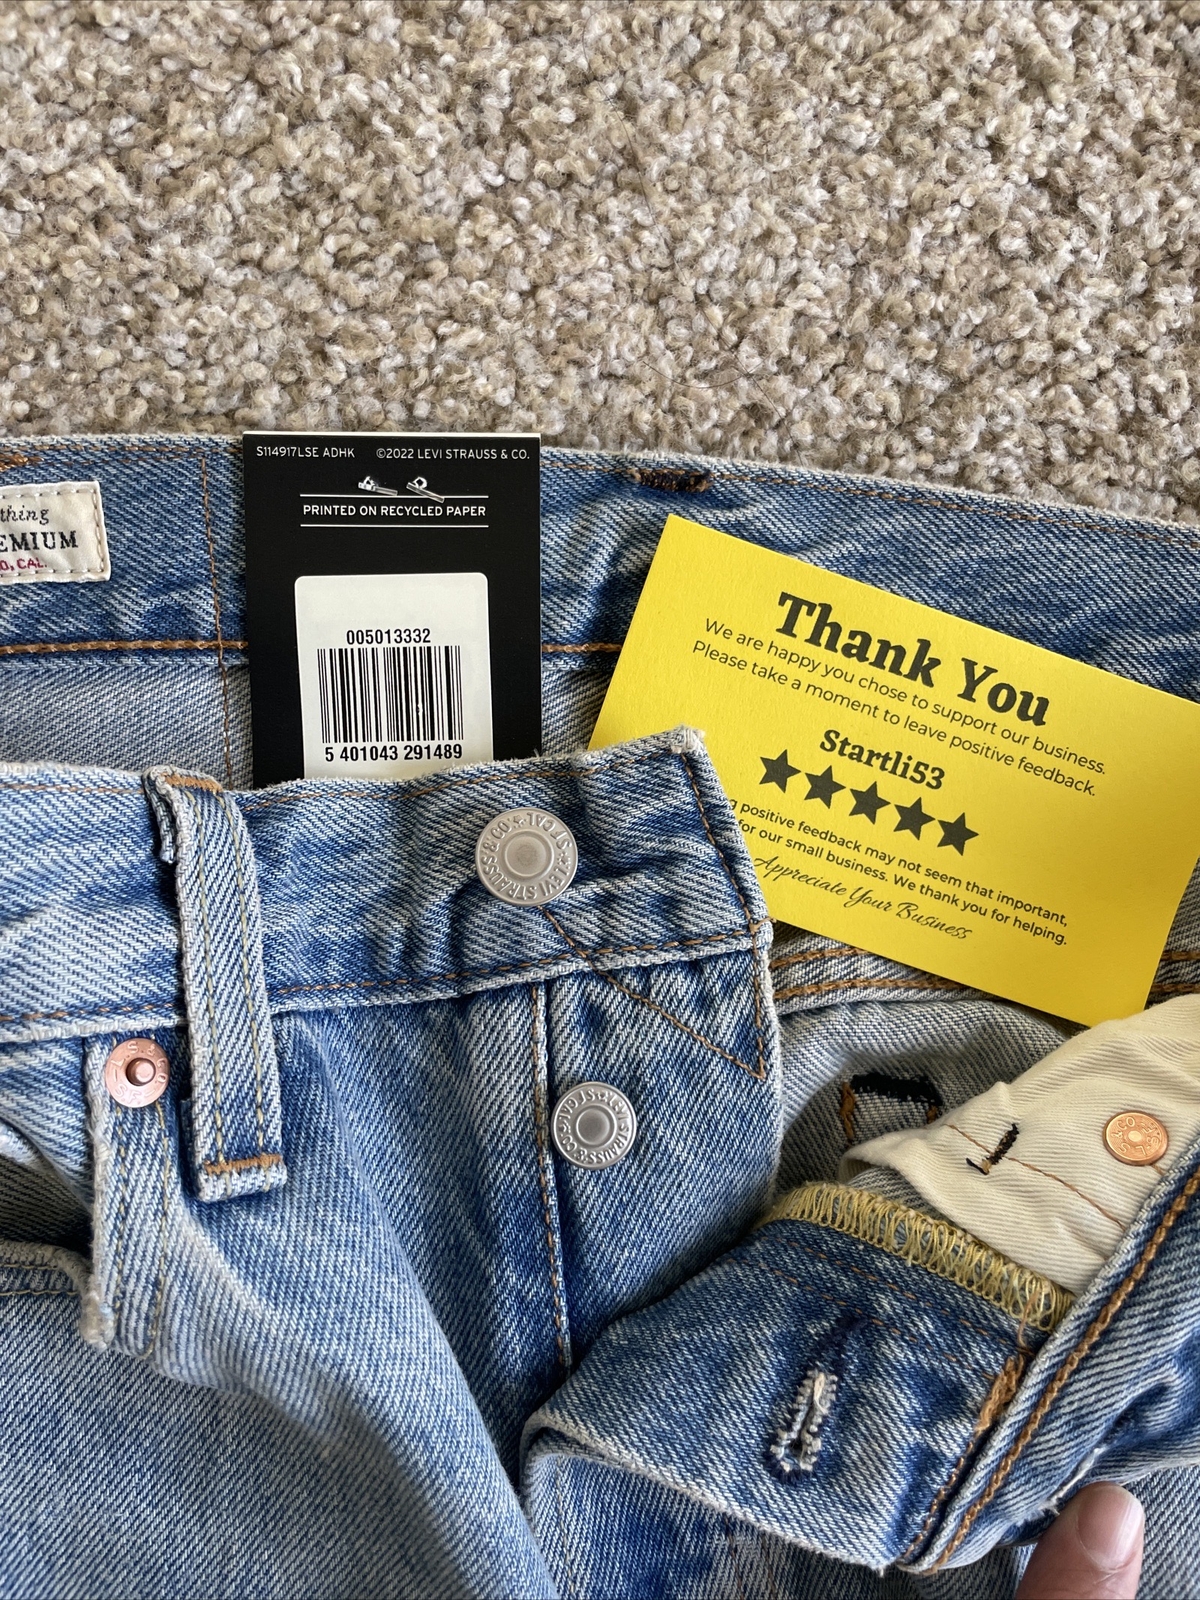 S114917LSE ADHK ©2022 LEVI STRAUSS & CO.
PRINTED ON RECYCLED PAPER
thing
EMIUM
O, CAL.
005013332
5 401043 291489
Thank You
We are happy you chose to support our business.
Please take a moment to leave positive feedback.
Startli53
g positive feedback may not seem that important,
for our small business. We thank you for helping.
Appreciate Your Business
LEVI STRAUSS & CO. S.F. CAL.
L.S. & CO. S.F.
LEVI STRAUSS & CO. S.F. CAL.